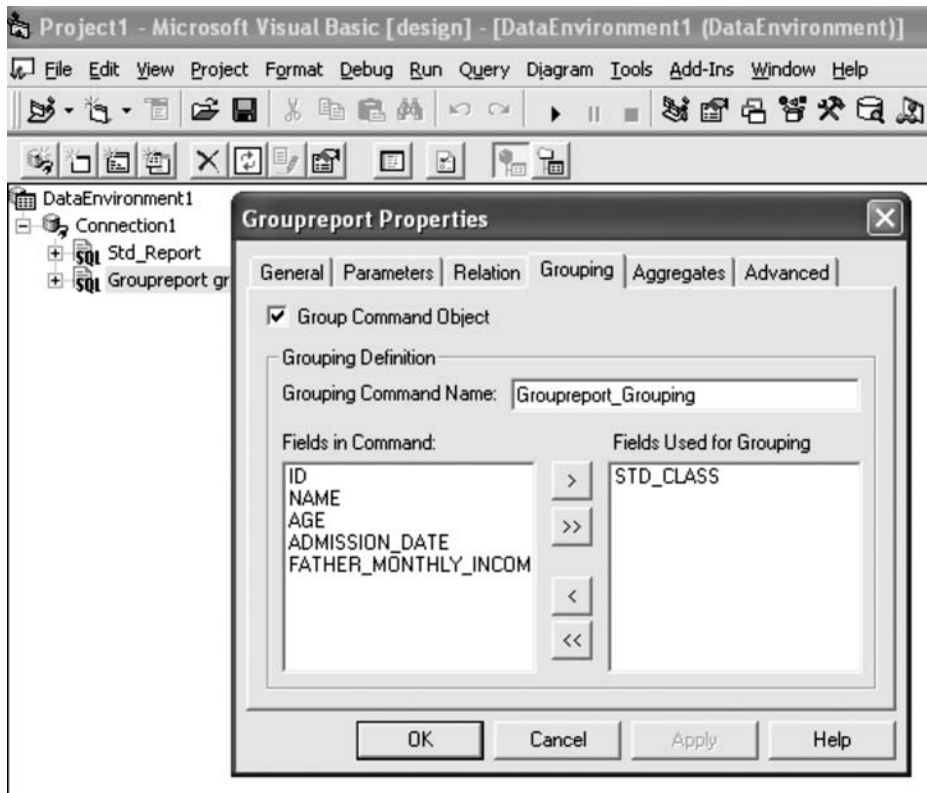 Project1 - Microsoft Visual Basic [design] - [DataEnvironment1 (DataEnvironment)]
File Edit View Project Format Debug Run Query Diagram Tools Add-Ins Window Help
DataEnvironment1
Connection1
SQL Std_Report
SQL Groupreport gr
Groupreport Properties
General Parameters Relation Grouping Aggregates Advanced
Group Command Object
Grouping Definition
Grouping Command Name: Groupreport_Grouping
Fields in Command: Fields Used for Grouping
ID > STD_CLASS
NAME
AGE >>
ADMISSION_DATE
FATHER_MONTHLY_INCOM
<
<<
OK Cancel Apply Help